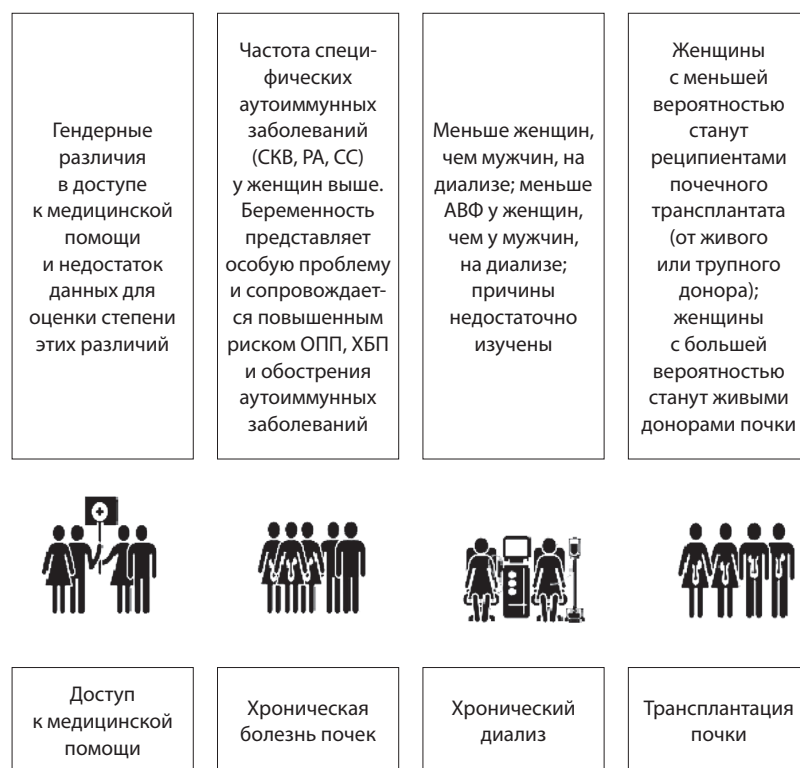 Гендерные
различия
в доступе
к медицинской
помощи
и недостаток
данных для
оценки степени
этих различий
Частота специ-
фических
аутоиммунных
заболеваний
(СКВ, РА, СС)
у женщин выше.
Беременность
представляет
особую проблему
и сопровождает-
ся повышенным
риском ОПП, ХБП
и обострения
аутоиммунных
заболеваний
Меньше женщин,
чем мужчин, на
диализе; меньше
АВФ у женщин,
чем у мужчин,
на диализе;
причины
недостаточно
изучены
Женщины
с меньшей
вероятностью
станут
реципиентами
почечного
трансплантата
(от живого
или трупного
донора);
женщины
с большей
вероятностью
станут живыми
донорами почки
Доступ
к медицинской
помощи
Хроническая
болезнь почек
Хронический
диализ
Трансплантация
почки